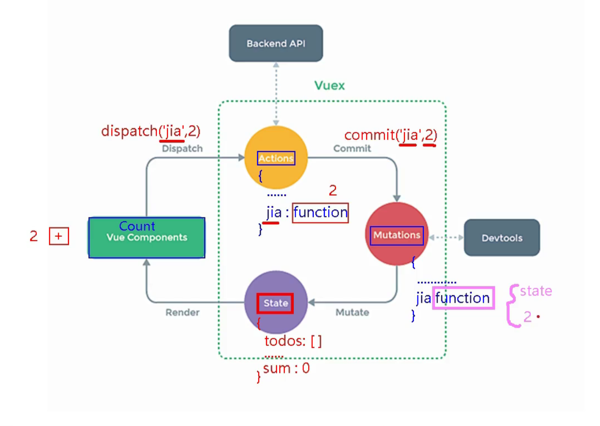 Backend API
Vuex
dispatch('jia',2)
commit('jia',2)
Dispatch
Commit
Actions
{
......
2
jia : function
}
Count
Vue Components
2 +
Mutations
Devtools
{
............
jia function
}
state
2
State
Render
Mutate
{
todos: [ ]
......
sum : 0
}